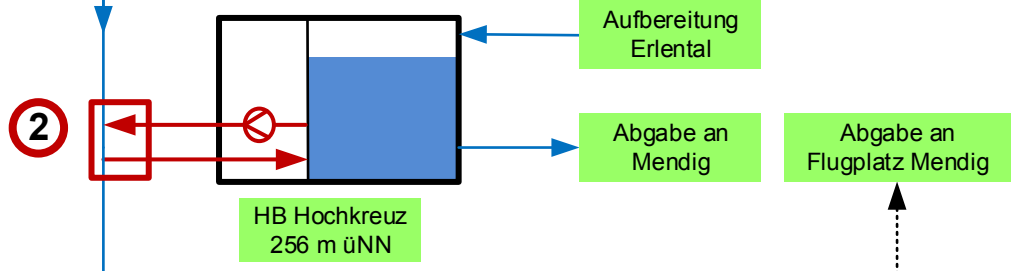 Aufbereitung
Erlental
2
Abgabe an
Mendig
Abgabe an
Flugplatz Mendig
HB Hochkreuz
256 m üNN